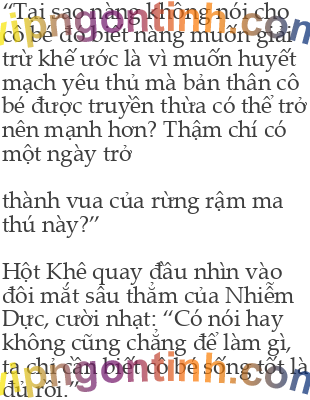 “Tại sao nàng không nói cho
cô bé đó biết nàng muốn giải
trừ khế ước là vì muốn huyết
mạch yêu thủ mà bản thân cô
bé được truyền thừa có thể trở
nên mạnh hơn? Thậm chí có
một ngày trở
thành vua của rừng rậm ma
thú này?”
Hột Khê quay đầu nhìn vào
đôi mắt sâu thẳm của Nhiễm
Dực, cười nhạt: “Có nói hay
không cũng chẳng để làm gì,
ta chỉ cần biết cô bé sống tốt là
đủ rồi.”
vipngontinh.com
vipngontinh.com